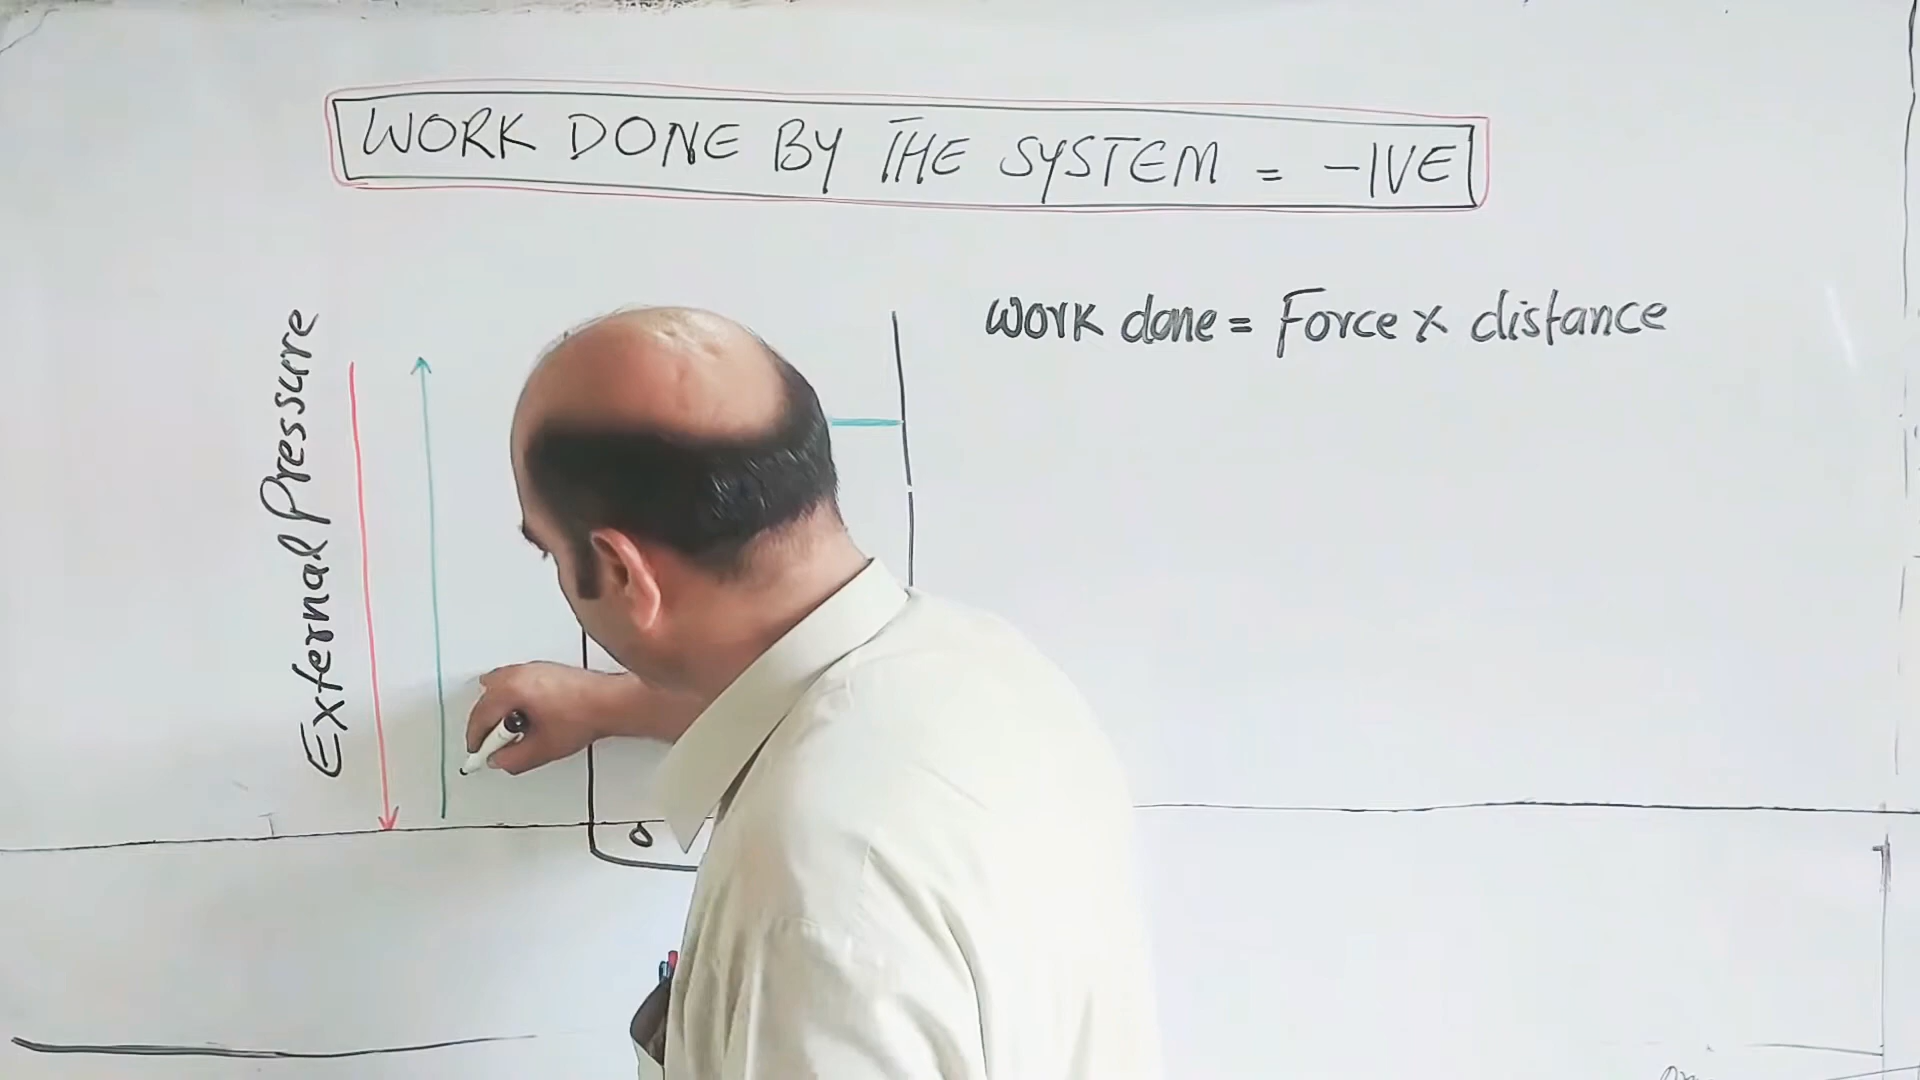 WORK DONE BY THE SYSTEM = -IVE
Work done = Force x distance
External Pressure